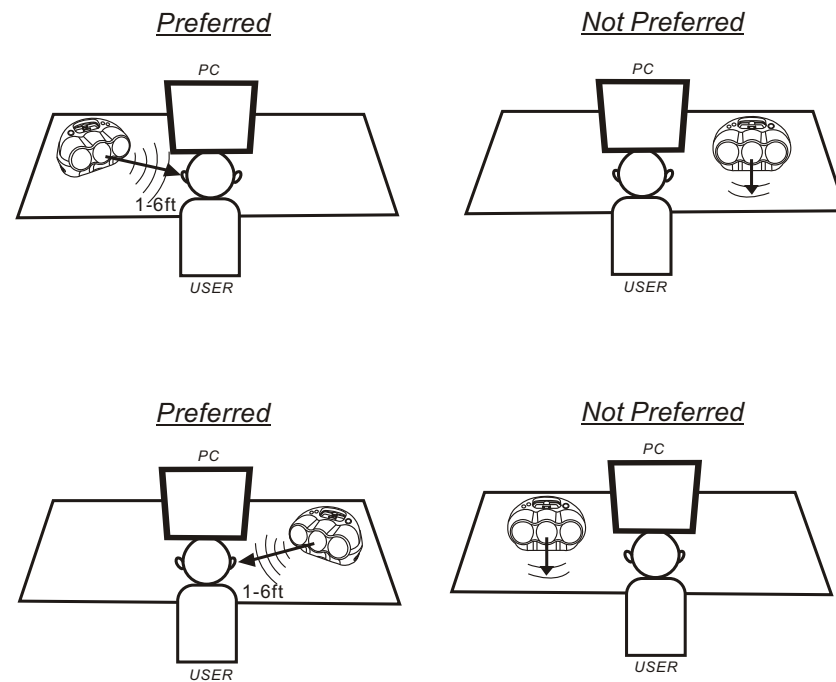 Preferred
Not Preferred
PC
PC
1-6ft
USER
USER
Preferred
Not Preferred
PC
PC
1-6ft
USER
USER